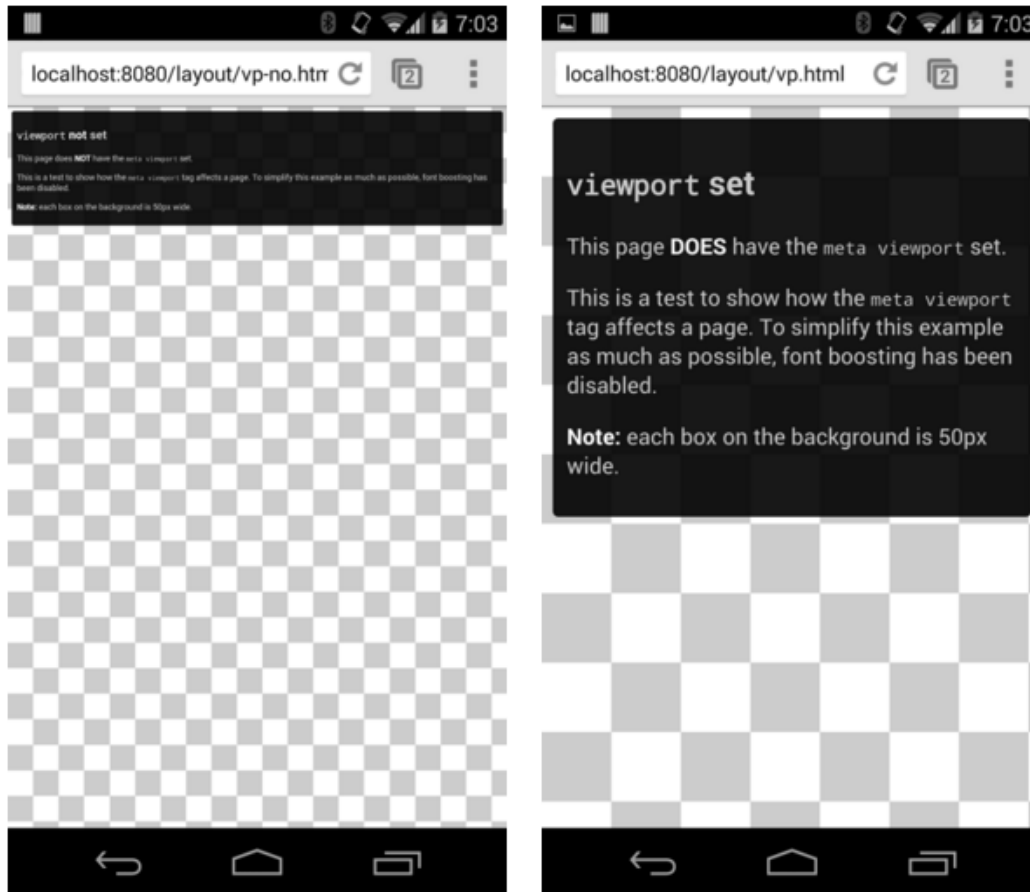 7:03
localhost:8080/layout/vp-no.htm
2
viewport not set
This page does NOT have the meta viewport set.
This is a test to show how the meta viewport tag affects a page. To simplify this example as much as possible, font boosting has
been disabled.
Note: each box on the background is 50px wide.
7:03
localhost:8080/layout/vp.html
2
viewport set
This page DOES have the meta viewport set.
This is a test to show how the meta viewport
tag affects a page. To simplify this example
as much as possible, font boosting has been
disabled.
Note: each box on the background is 50px
wide.